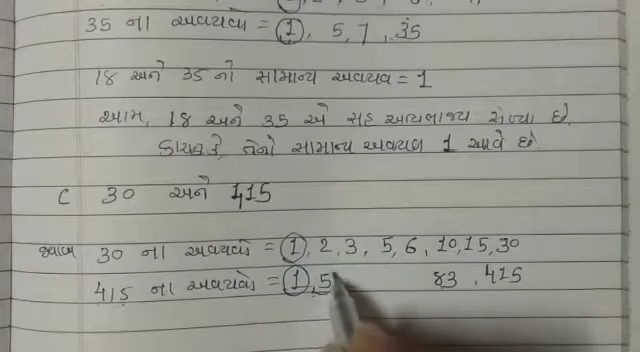 35 ના અવયવો = 1, 5, 7, 35
18 અને 35 નો સામાન્ય અવયવ = 1
આમ, 18 અને 35 એ સહ અવિભાજ્ય સંખ્યા છે.
કારણકે, તેનો સામાન્ય અવયવ 1 આવે છે.
C 30 અને 415
જવાબ 30 ના અવયવો = 1, 2, 3, 5, 6, 10, 15, 30
415 ના અવયવો = 1, 5 83, 415